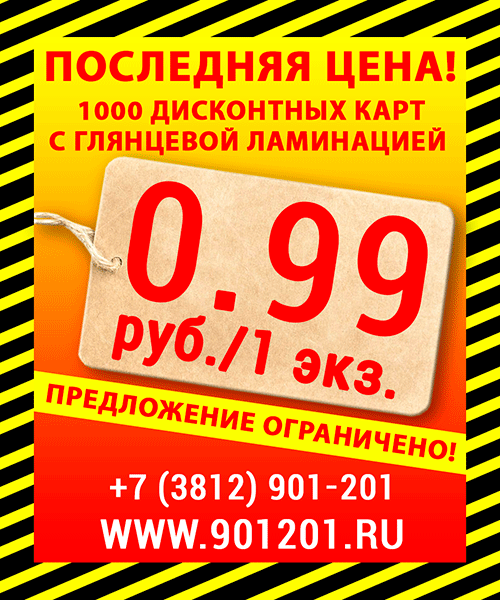 ПОСЛЕДНЯЯ ЦЕНА!
1000 ДИСКОНТНЫХ КАРТ
С ГЛЯНЦЕВОЙ ЛАМИНАЦИЕЙ
0.99
руб./1 экз.
ПРЕДЛОЖЕНИЕ ОГРАНИЧЕНО!
+7 (3812) 901-201
WWW.901201.RU